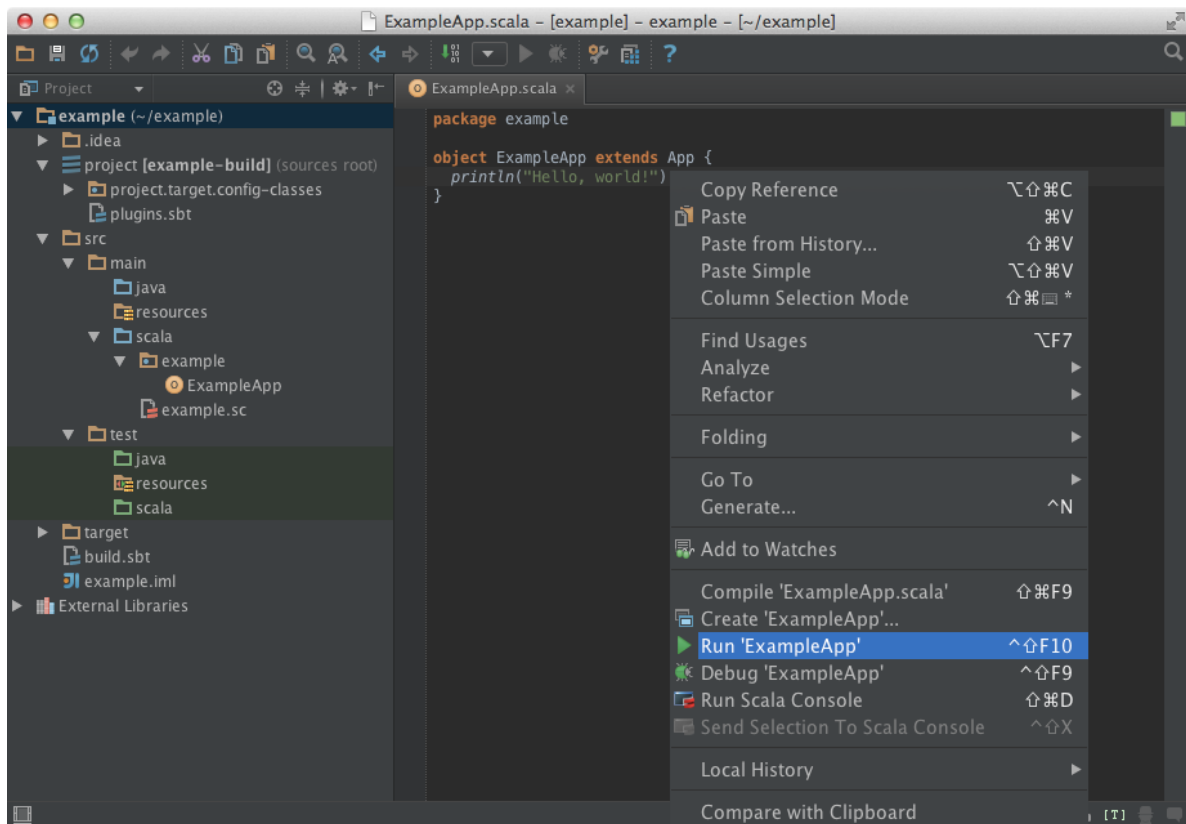 ExampleApp.scala – [example] – example – [~/example]
Project
ExampleApp.scala
example (~/example)
.idea
project [example-build] (sources root)
project.target.config-classes
plugins.sbt
src
main
java
resources
scala
example
ExampleApp
example.sc
test
java
resources
scala
target
build.sbt
example.iml
External Libraries
package example
object ExampleApp extends App {
println("Hello, world!")
}
Copy Reference ⌥⇧⌘C
Paste ⌘V
Paste from History... ⇧⌘V
Paste Simple ⌥⇧⌘V
Column Selection Mode ⇧⌘⌨ *
Find Usages ⌥F7
Analyze
Refactor
Folding
Go To
Generate... ^N
Add to Watches
Compile 'ExampleApp.scala' ⇧⌘F9
Create 'ExampleApp'...
Run 'ExampleApp' ^⇧F10
Debug 'ExampleApp' ^⇧F9
Run Scala Console ⇧⌘D
Send Selection To Scala Console ^⇧X
Local History
Compare with Clipboard
[T]